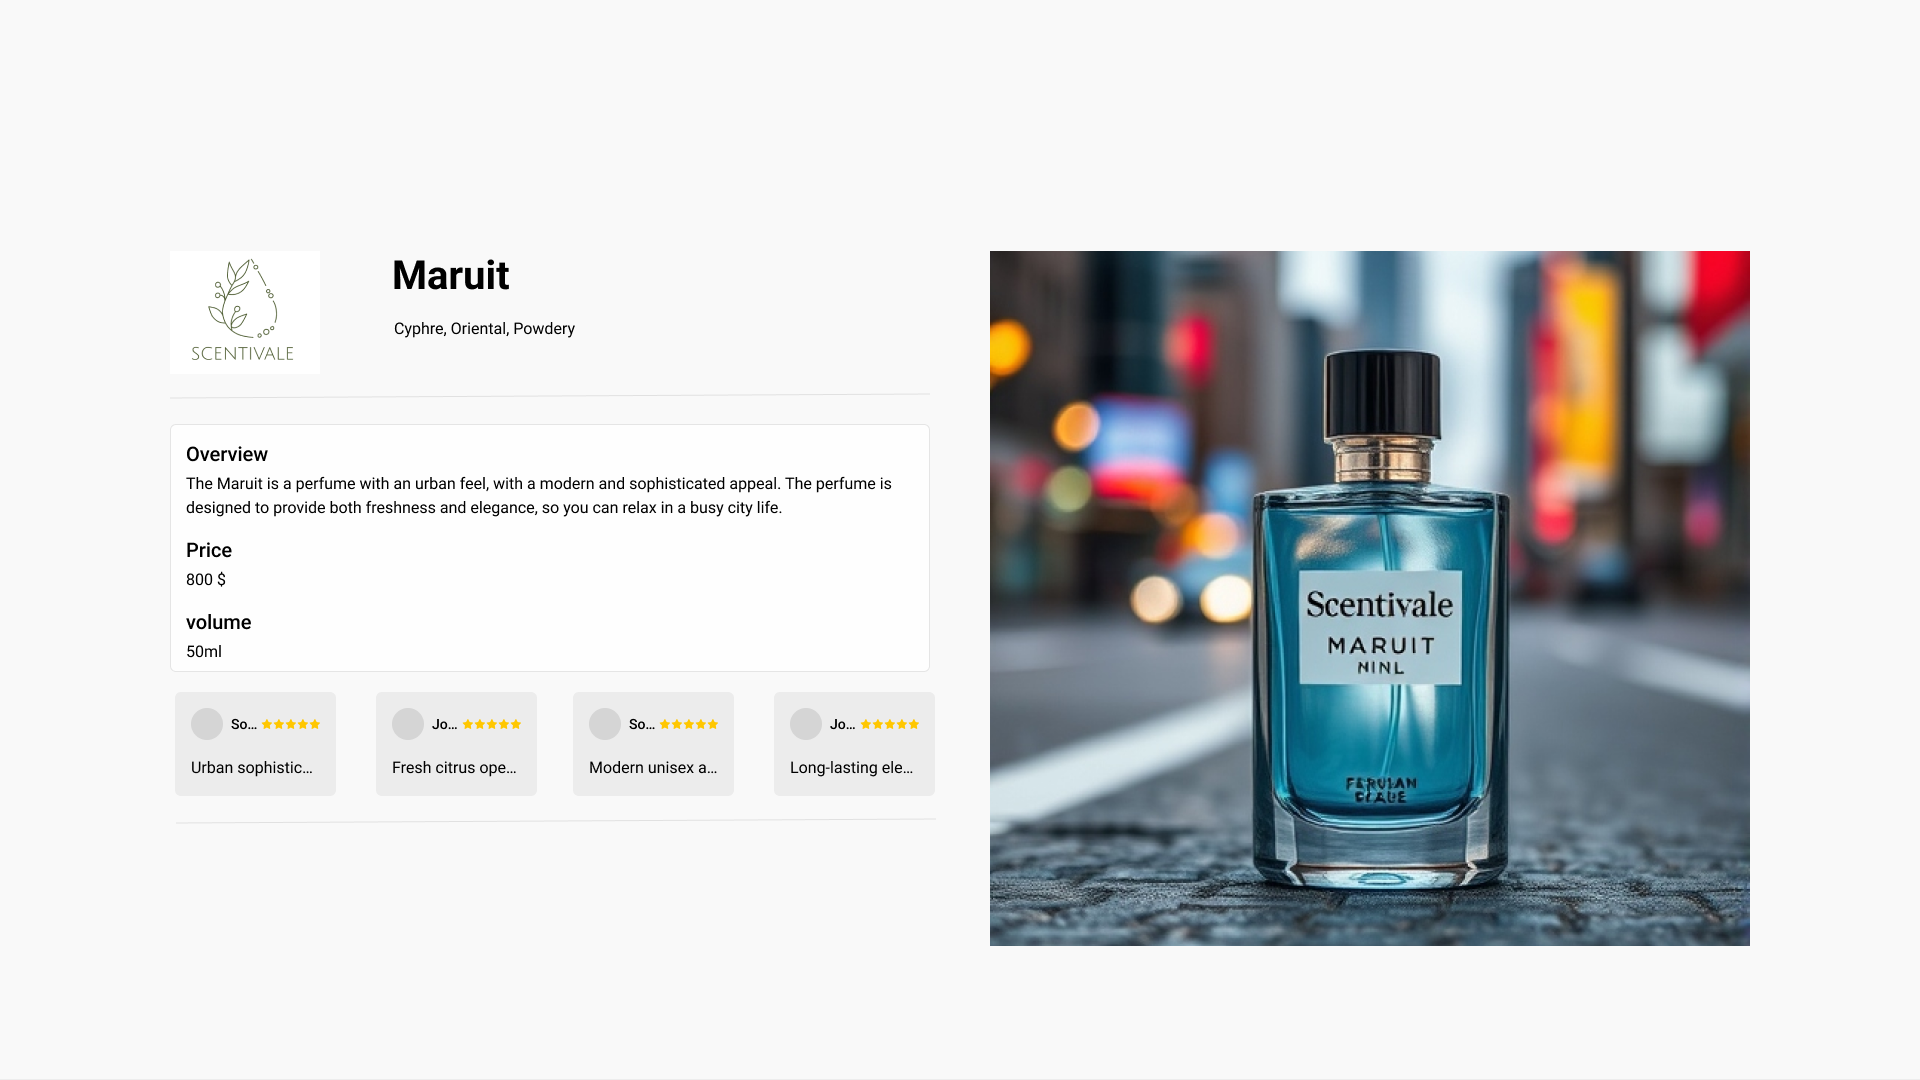 SCENTIVALE
Maruit
Cyphre, Oriental, Powdery
Overview
The Maruit is a perfume with an urban feel, with a modern and sophisticated appeal. The perfume is
designed to provide both freshness and elegance, so you can relax in a busy city life.
Price
800 $
volume
50ml
So...
Urban sophistic...
Jo...
Fresh citrus ope...
So...
Modern unisex a...
Jo...
Long-lasting ele...
Scentivale
MARUIT
NINL